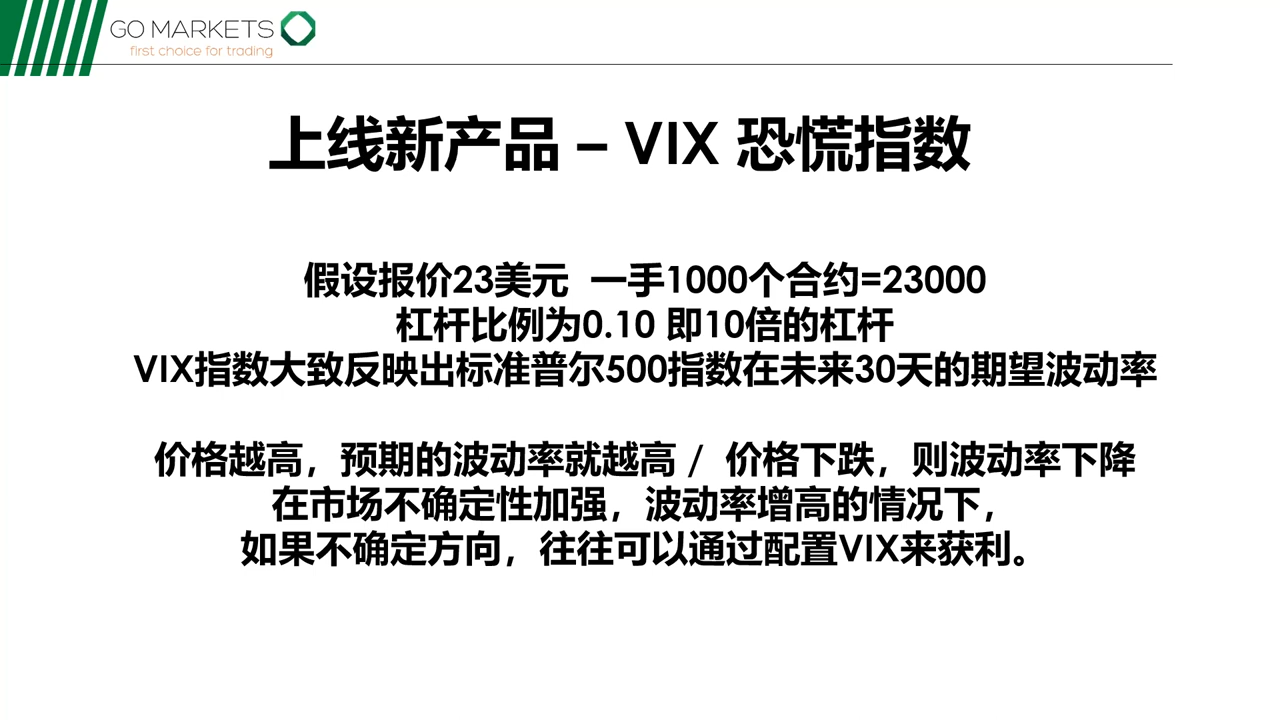 GO MARKETS
first choice for trading
上线新产品 – VIX 恐慌指数
假设报价23美元 一手1000个合约=23000
杠杆比例为0.10 即10倍的杠杆
VIX指数大致反映出标准普尔500指数在未来30天的期望波动率
价格越高，预期的波动率就越高 / 价格下跌，则波动率下降
在市场不确定性加强，波动率增高的情况下，
如果不确定方向，往往可以通过配置VIX来获利。